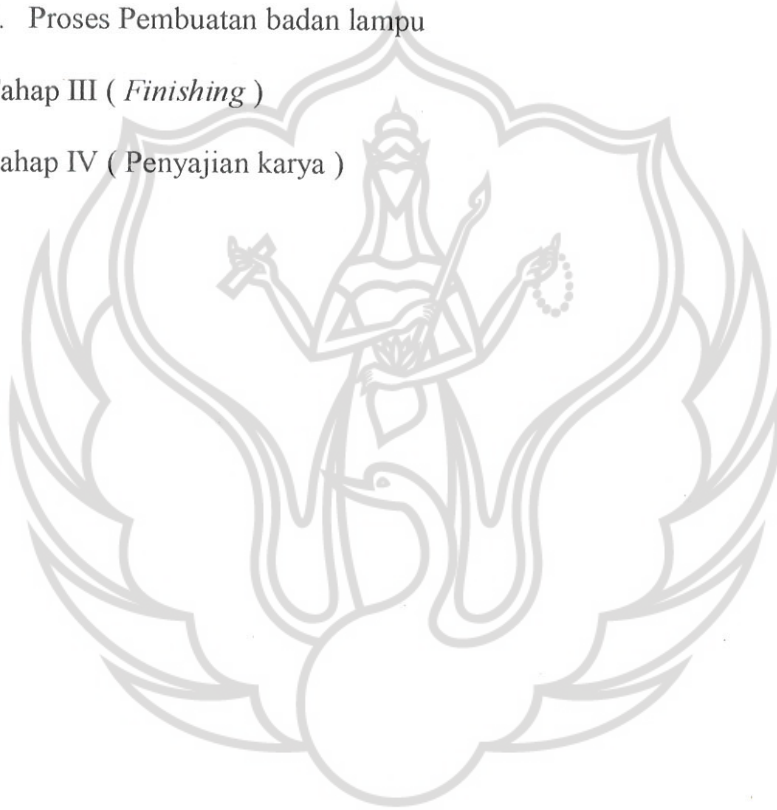 . Proses Pembuatan badan lampu
ahap III ( Finishing )
ahap IV ( Penyajian karya )